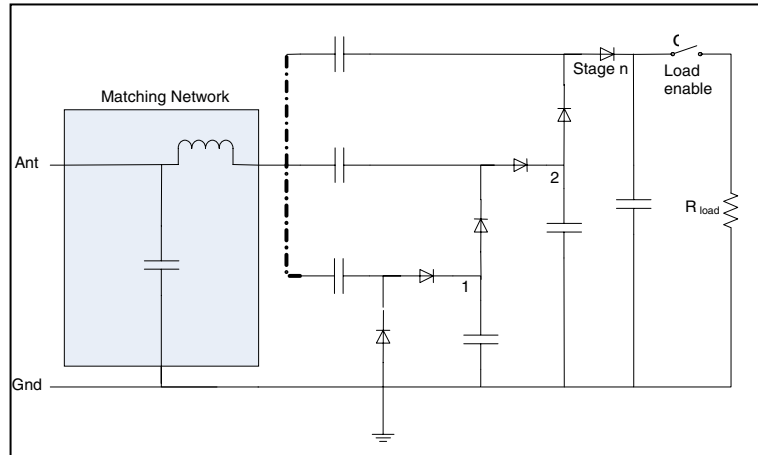 Stage n
Load
enable
Matching Network
Ant
2
R load
1
Gnd